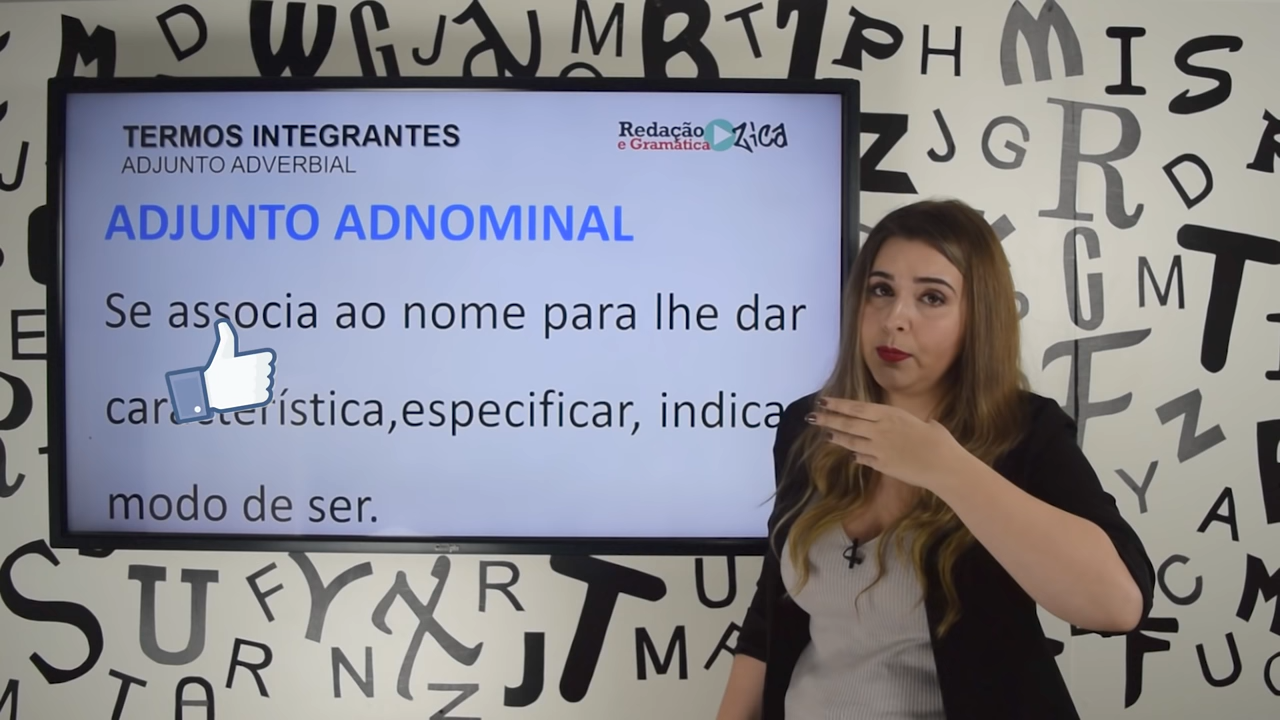 TERMOS INTEGRANTES
ADJUNTO ADVERBIAL
Redação
e Gramática
Zica
ADJUNTO ADNOMINAL
Se associa ao nome para lhe dar
característica,especificar, indica
modo de ser.